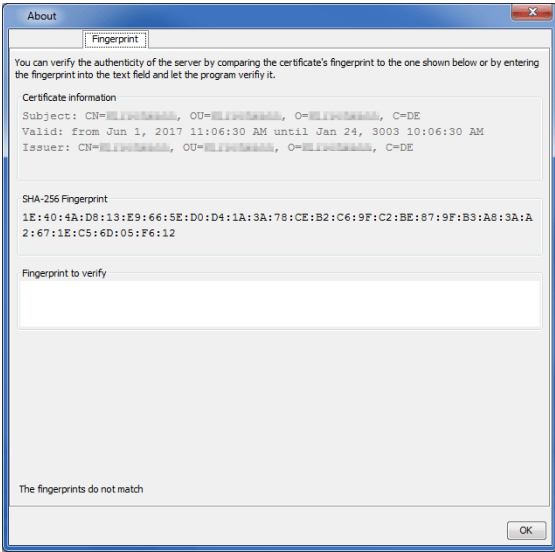 About
Fingerprint
You can verify the authenticity of the server by comparing the certificate's fingerprint to the one shown below or by entering
the fingerprint into the text field and let the program verifiy it.
Certificate information
Subject: CN=, OU=, O=, C=DE
Valid: from Jun 1, 2017 11:06:30 AM until Jan 24, 3003 10:06:30 AM
Issuer: CN=, OU=, O=, C=DE
SHA-256 Fingerprint
1E:40:4A:D8:13:E9:66:5E:D0:D4:1A:3A:78:CE:B2:C6:9F:C2:BE:87:9F:B3:A8:3A:A
2:67:1E:C5:6D:05:F6:12
Fingerprint to verify
The fingerprints do not match
OK